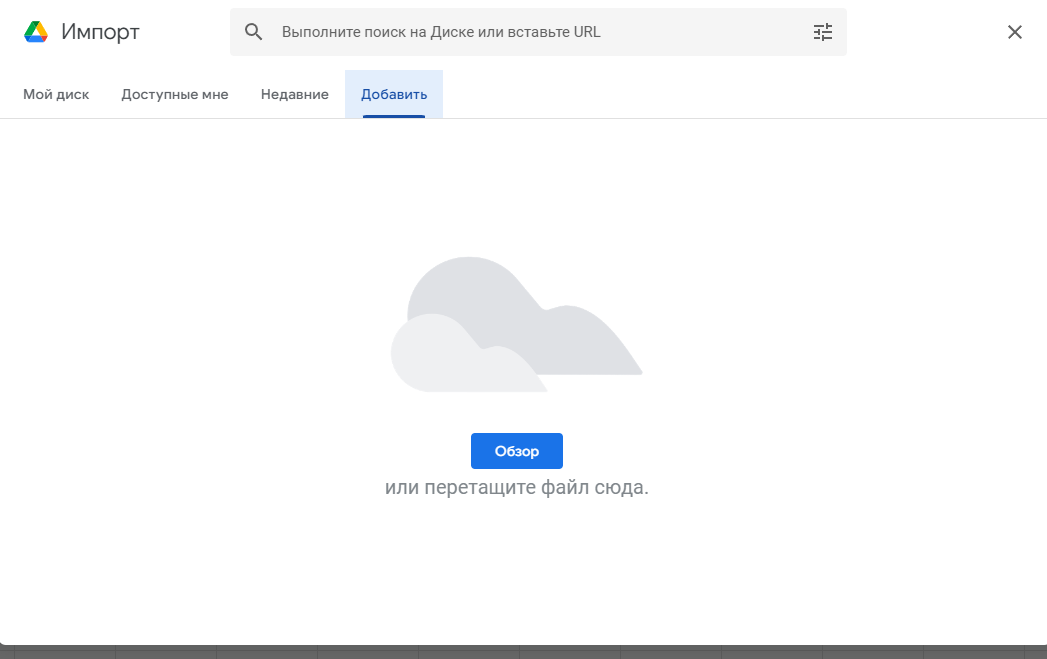 Импорт
Выполните поиск на Диске или вставьте URL
Мой диск
Доступные мне
Недавние
Добавить
Обзор
или перетащите файл сюда.